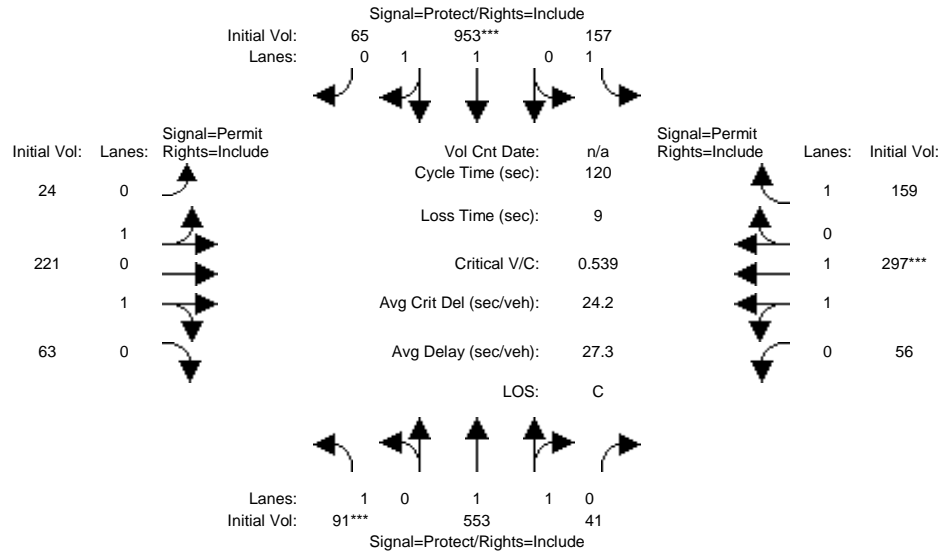 Signal=Protect/Rights=Include
Initial Vol: 65 953*** 157
Lanes: 0 1 1 0 1
Signal=Permit
Initial Vol: Lanes: Rights=Include
Vol Cnt Date: n/a
Signal=Permit
Rights=Include Lanes: Initial Vol:
Cycle Time (sec): 120
24 0
1 159
Loss Time (sec): 9
1
0
221 0
Critical V/C: 0.539
1 297***
1
Avg Crit Del (sec/veh): 24.2
1
63 0
Avg Delay (sec/veh): 27.3
0 56
LOS: C
Lanes: 1 0 1 1 0
Initial Vol: 91*** 553 41
Signal=Protect/Rights=Include